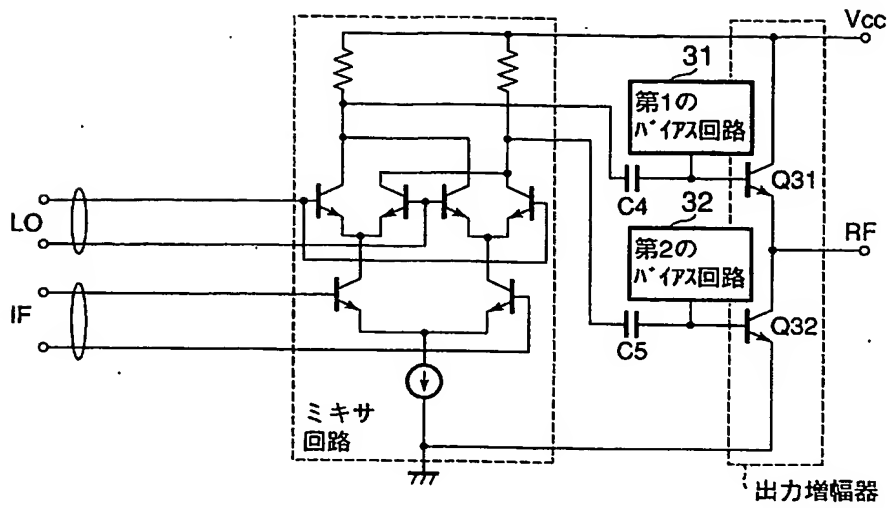 Vcc
31
第1の
バイアス回路
Q31
C4
LO
32
第2の
バイアス回路
RF
IF
Q32
C5
ミキサ
回路
出力増幅器